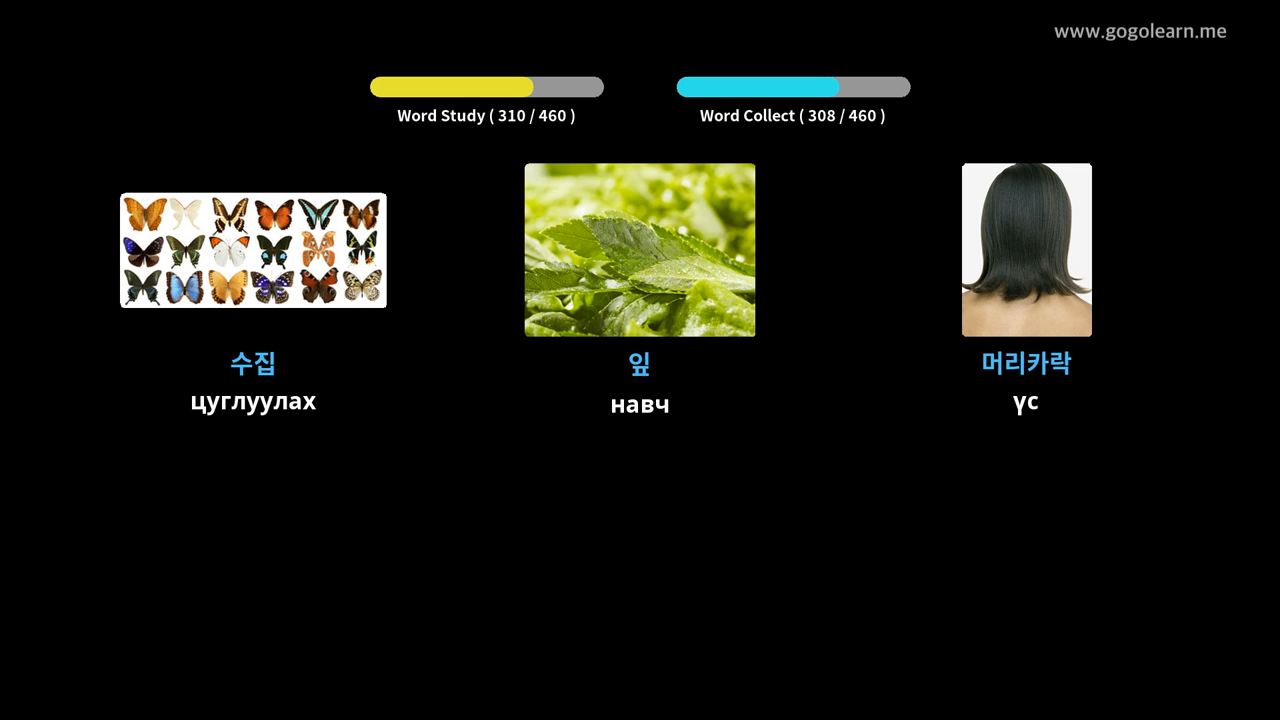 www.gogolearn.me
Word Study ( 310 / 460 )
Word Collect ( 308 / 460 )
수집
цуглуулах
잎
навч
머리카락
үс